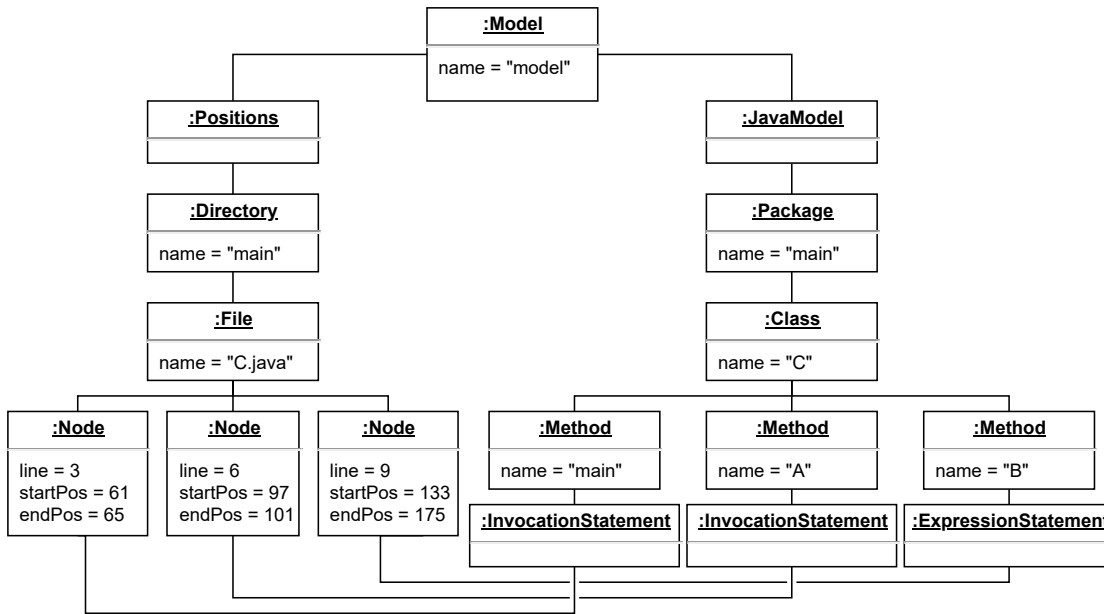 :Model
name = "model"
:Positions
:JavaModel
:Directory
name = "main"
:Package
name = "main"
:File
name = "C.java"
:Class
name = "C"
:Node
line = 3
startPos = 61
endPos = 65
:Node
line = 6
startPos = 97
endPos = 101
:Node
line = 9
startPos = 133
endPos = 175
:Method
name = "main"
:Method
name = "A"
:Method
name = "B"
:InvocationStatement
:InvocationStatement
:ExpressionStatement